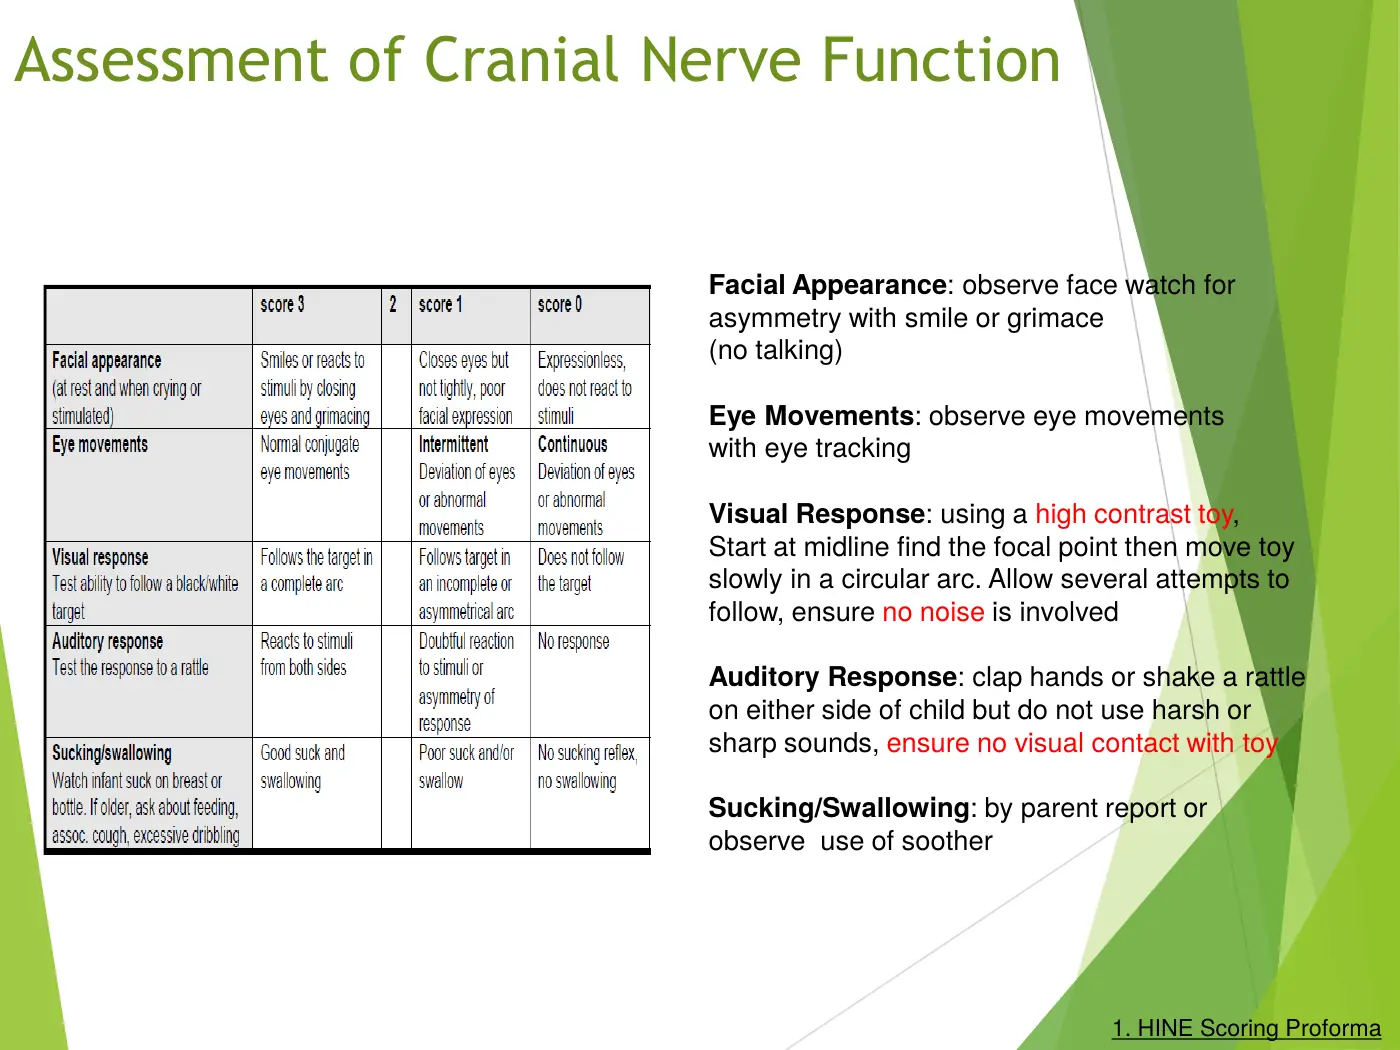 Assessment of Cranial Nerve Function
score 3 2 score 1 score 0
Facial appearance
(at rest and when crying or
stimulated)
Smiles or reacts to
stimuli by closing
eyes and grimacing
Closes eyes but
not tightly, poor
facial expression
Expressionless,
does not react to
stimuli
Eye movements
Normal conjugate
eye movements
Intermittent
Deviation of eyes
or abnormal
movements
Continuous
Deviation of eyes
or abnormal
movements
Visual response
Test ability to follow a black/white
target
Follows the target in
a complete arc
Follows target in
an incomplete or
asymmetrical arc
Does not follow
the target
Auditory response
Test the response to a rattle
Reacts to stimuli
from both sides
Doubtful reaction
to stimuli or
asymmetry of
response
No response
Sucking/swallowing
Watch infant suck on breast or
bottle. If older, ask about feeding,
assoc. cough, excessive dribbling
Good suck and
swallowing
Poor suck and/or
swallow
No sucking reflex,
no swallowing
Facial Appearance: observe face watch for
asymmetry with smile or grimace
(no talking)
Eye Movements: observe eye movements
with eye tracking
Visual Response: using a high contrast toy,
Start at midline find the focal point then move toy
slowly in a circular arc. Allow several attempts to
follow, ensure no noise is involved
Auditory Response: clap hands or shake a rattle
on either side of child but do not use harsh or
sharp sounds, ensure no visual contact with toy
Sucking/Swallowing: by parent report or
observe  use of soother
1. HINE Scoring Proforma